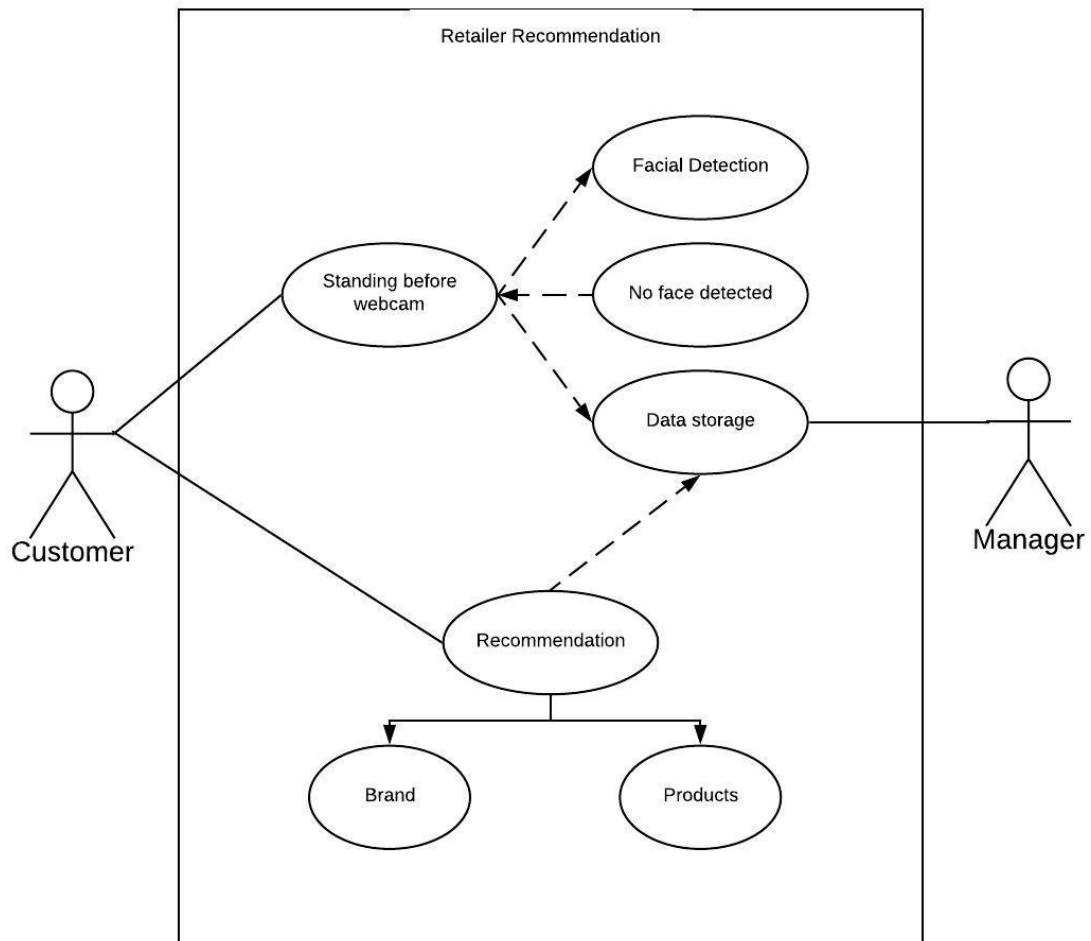 Retailer Recommendation
Facial Detection
Standing before
webcam
No face detected
Data storage
Customer
Manager
Recommendation
Brand
Products